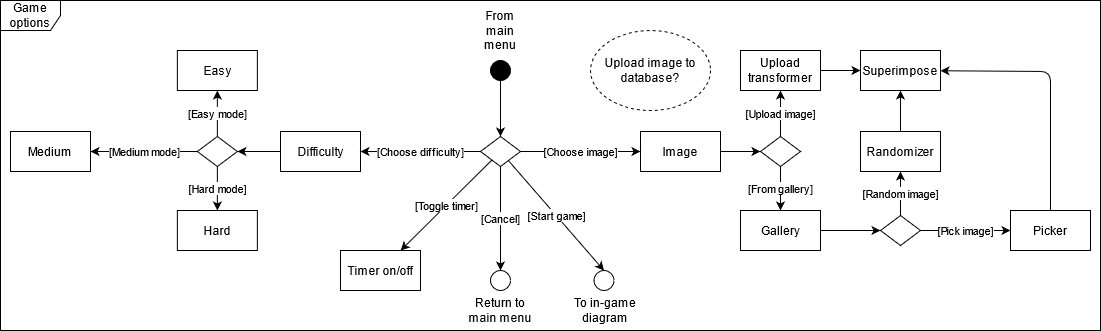 Game
options
From
main
menu
Upload image to
database?
Easy
Upload
transformer
Superimpose
[Easy mode]
[Upload image]
Medium
[Medium mode]
Difficulty
[Choose difficulty]
[Choose image]
Image
Randomizer
[Hard mode]
[From gallery]
[Random image]
[Toggle timer]
[Cancel]
[Start game]
Hard
Gallery
[Pick image]
Picker
Timer on/off
Return to
main menu
To in-game
diagram